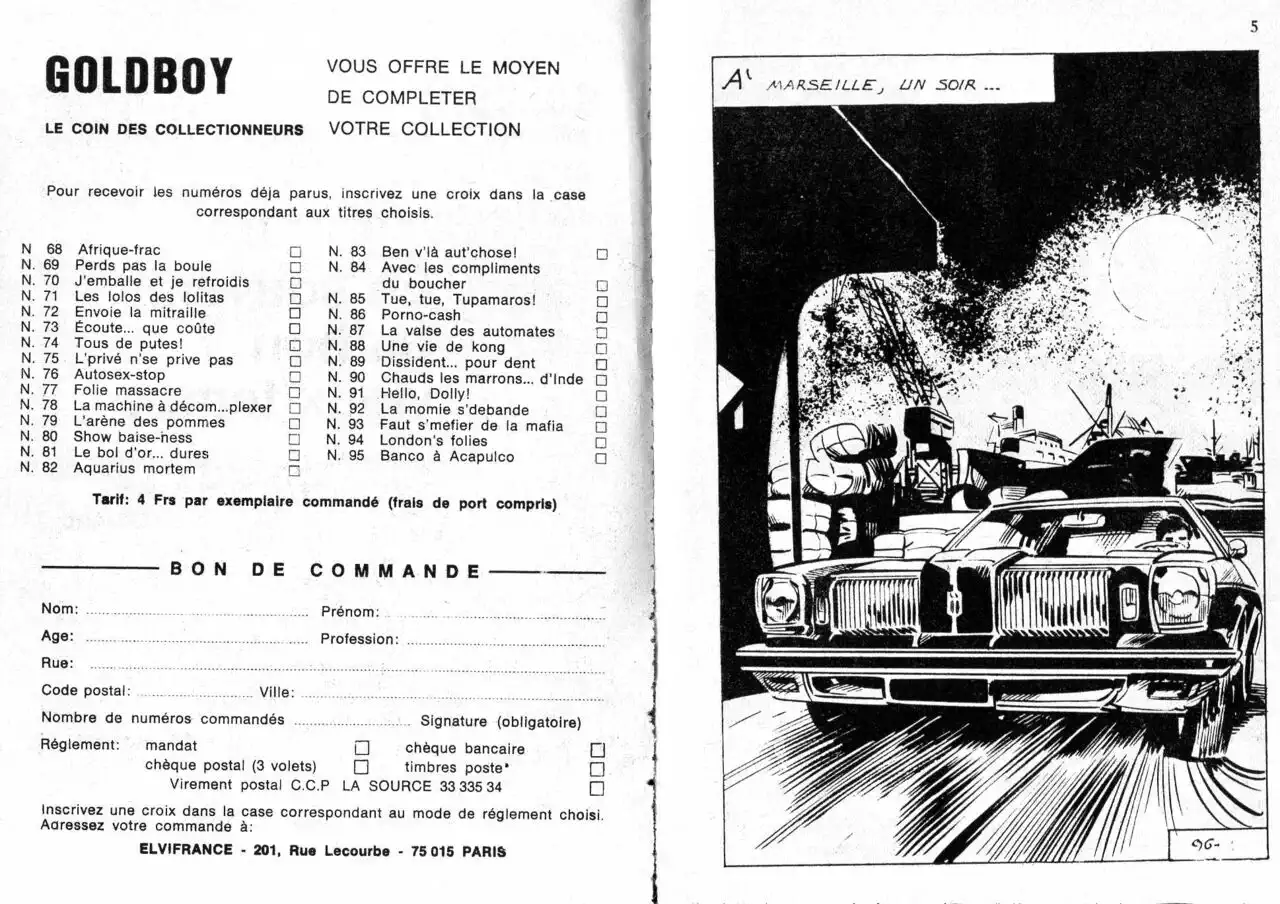 GOLDBOY
LE COIN DES COLLECTIONNEURS
VOUS OFFRE LE MOYEN
DE COMPLETER
VOTRE COLLECTION
Pour recevoir les numéros déja parus, inscrivez une croix dans la case
correspondant aux titres choisis.
N 68 Afrique-frac
N. 69 Perds pas la boule
N. 70 J'emballe et je refroidis
N. 71 Les lolos des lolitas
N. 72 Envoie la mitraille
N. 73 Écoute... que coûte
N. 74 Tous de putes!
N. 75 L'privé n'se prive pas
N. 76 Autosex-stop
N. 77 Folie massacre
N. 78 La machine à décom...plexer
N. 79 L'arène des pommes
N. 80 Show baise-ness
N. 81 Le bol d'or... dures
N. 82 Aquarius mortem
N. 83 Ben v'là aut'chose!
N. 84 Avec les compliments
du boucher
N. 85 Tue, tue, Tupamaros!
N. 86 Porno-cash
N. 87 La valse des automates
N. 88 Une vie de kong
N. 89 Dissident... pour dent
N. 90 Chauds les marrons... d'Inde
N. 91 Hello, Dolly!
N. 92 La momie s'debande
N. 93 Faut s'mefier de la mafia
N. 94 London's folies
N. 95 Banco à Acapulco
Tarif: 4 Frs par exemplaire commandé (frais de port compris)
BON DE COMMANDE
Nom: Prénom:
Age: Profession:
Rue:
Code postal: Ville:
Nombre de numéros commandés Signature (obligatoire)
Réglement: mandat chèque bancaire
chèque postal (3 volets) timbres poste*
Virement postal C.C.P LA SOURCE 33 335 34
Inscrivez une croix dans la case correspondant au mode de réglement choisi.
Adressez votre commande à:
ELVIFRANCE - 201, Rue Lecourbe - 75 015 PARIS
5
A' MARSEILLE, UN SOIR ...
96-